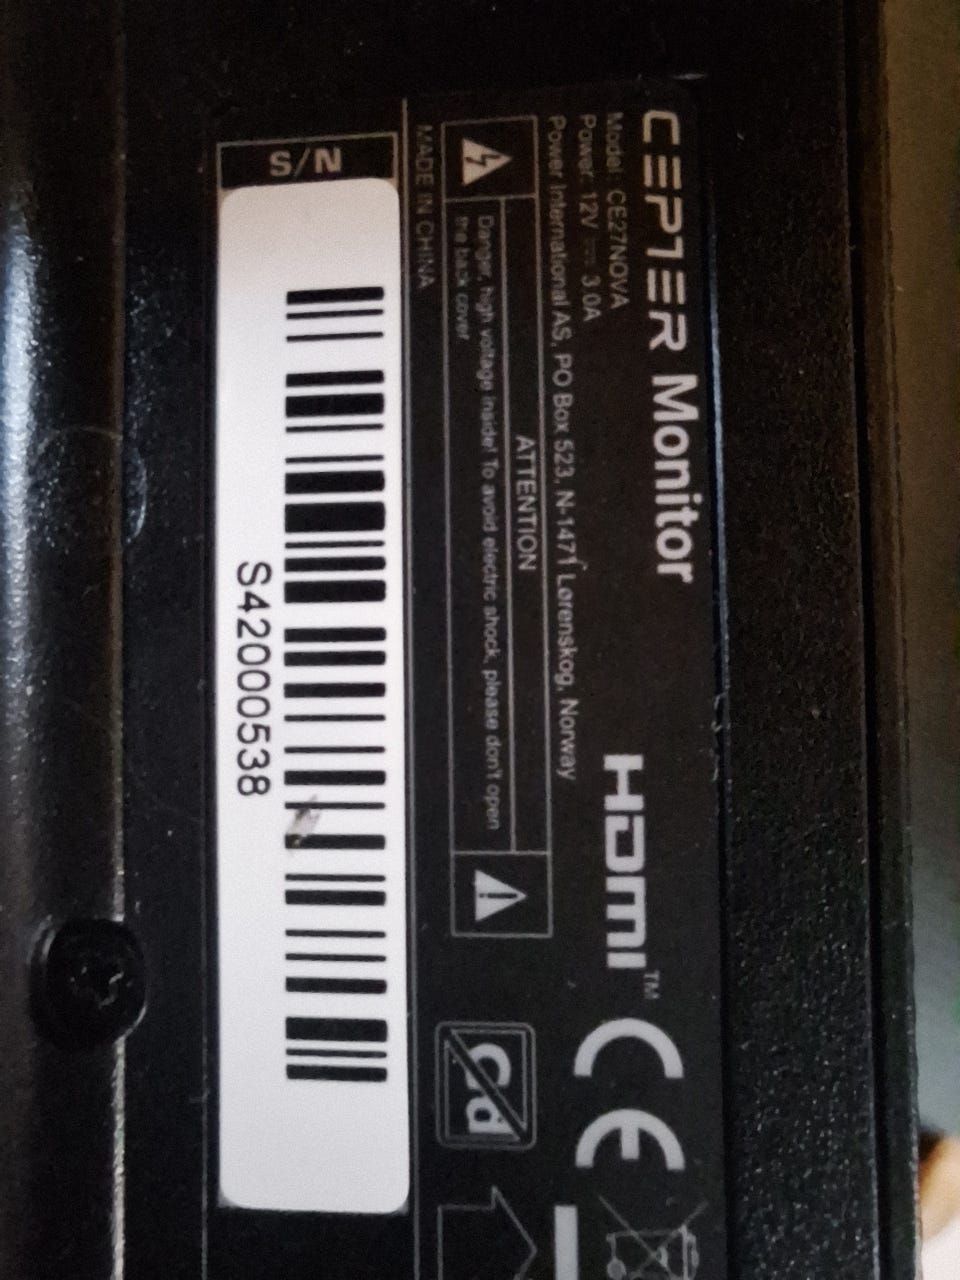 CEPTER Monitor
Model: CE27NOVA
Power: 12V ⎓ 3.0A
Power International AS, PO Box 523, N-1471 Lørenskog, Norway
HDMI™
CE
ATTENTION
Danger, high voltage inside! To avoid electric shock, please don't open
the back cover
Cd
MADE IN CHINA
S/N
S42000538